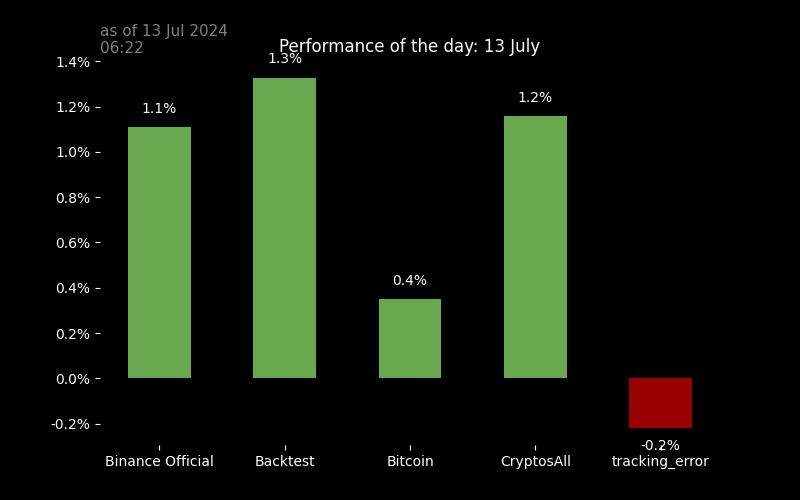 as of 13 Jul 2024
06:22
Performance of the day: 13 July
1.4%
1.2%
1.0%
0.8%
0.6%
0.4%
0.2%
0.0%
-0.2%
1.1%
1.3%
0.4%
1.2%
-0.2%
Binance Official
Backtest
Bitcoin
CryptosAll
tracking_error